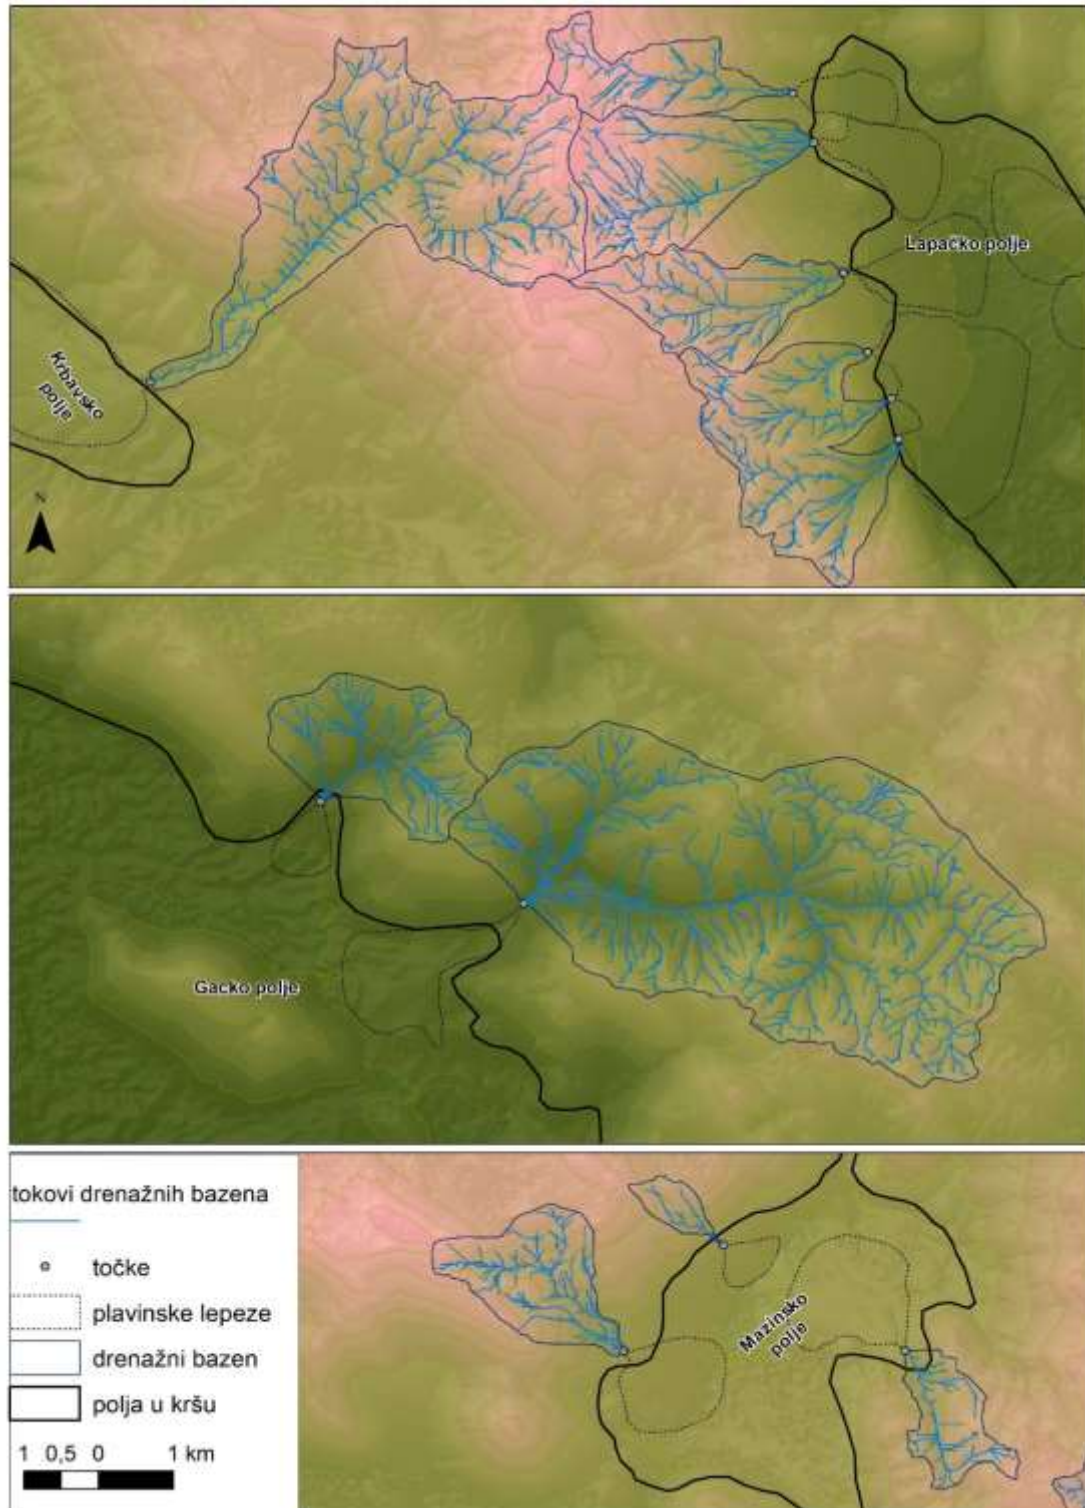 Lapačko polje
Krbavsko
polje
N
Gacko polje
tokovi drenažnih bazena
točke
plavinske lepeze
drenažni bazen
polja u kršu
1 0,5 0 1 km
Mazinsko
polje